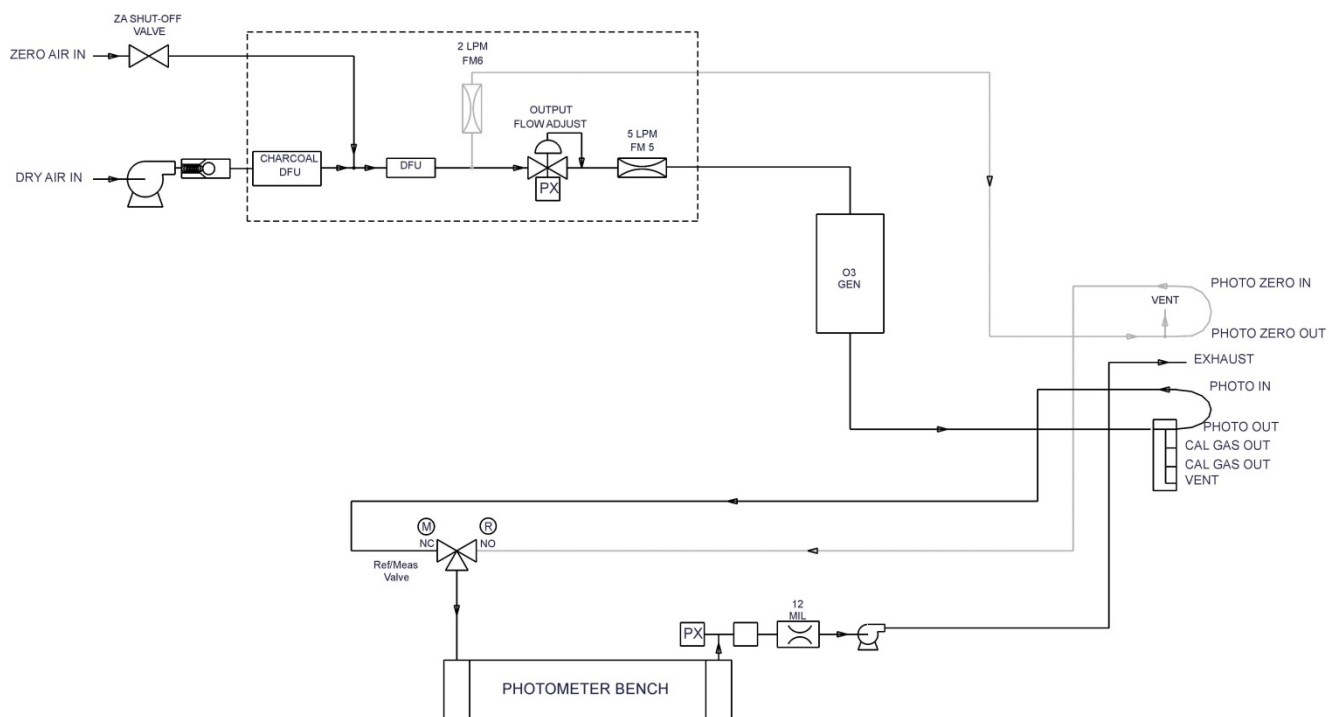 ZA SHUT-OFF
VALVE
ZERO AIR IN
2 LPM
FM6
OUTPUT
FLOW ADJUST
5 LPM
FM 5
CHARCOAL
DFU
DFU
DRY AIR IN
PX
O3
GEN
PHOTO ZERO IN
VENT
PHOTO ZERO OUT
EXHAUST
PHOTO IN
PHOTO OUT
CAL GAS OUT
CAL GAS OUT
VENT
M
R
NC
NO
Ref/Meas
Valve
12
MIL
PX
PHOTOMETER BENCH